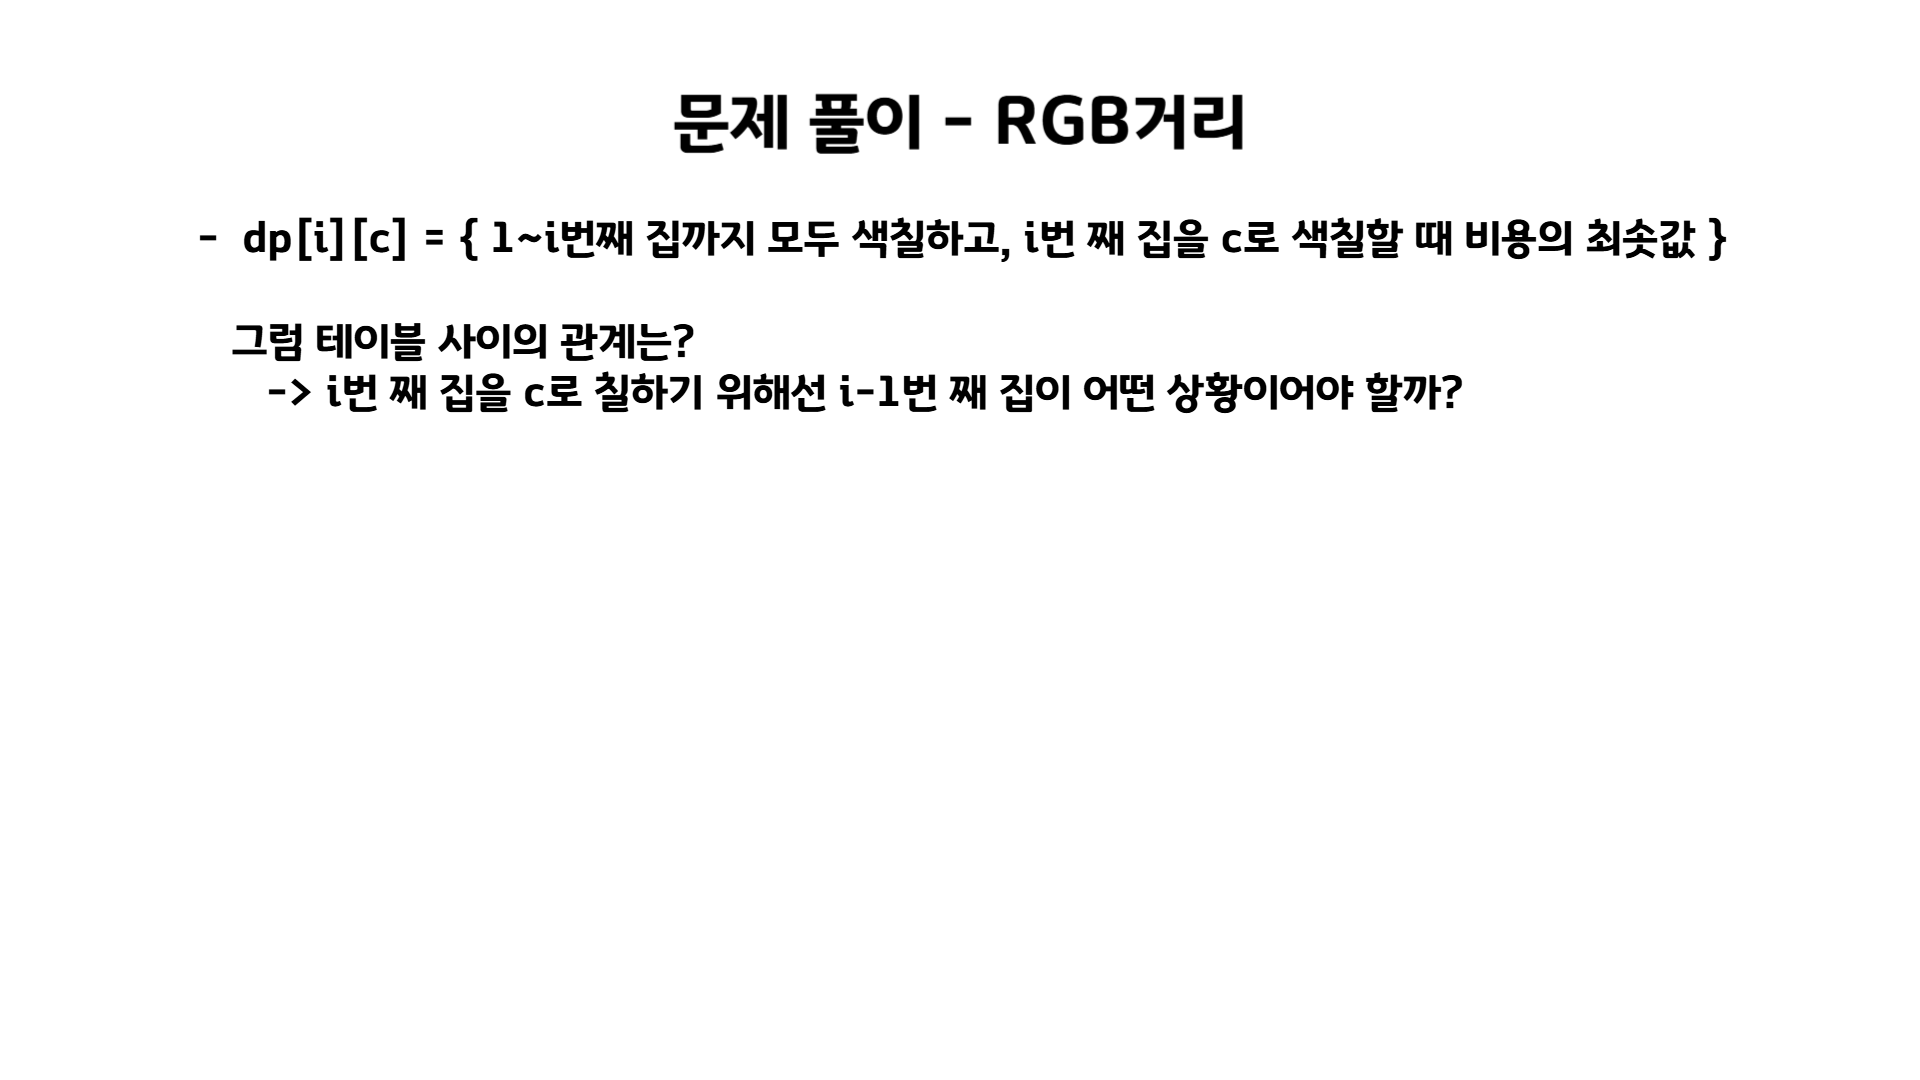 문제 풀이 - RGB거리
- dp[i][c] = { 1~i번째 집까지 모두 색칠하고, i번 째 집을 c로 색칠할 때 비용의 최솟값 }
그럼 테이블 사이의 관계는?
-> i번 째 집을 c로 칠하기 위해선 i-1번 째 집이 어떤 상황이어야 할까?